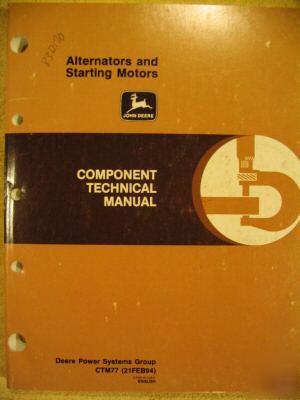 Alternators and
Starting Motors
JOHN DEERE
COMPONENT
TECHNICAL
MANUAL
Deere Power Systems Group
CTM77 (21FEB94)
ENGLISH